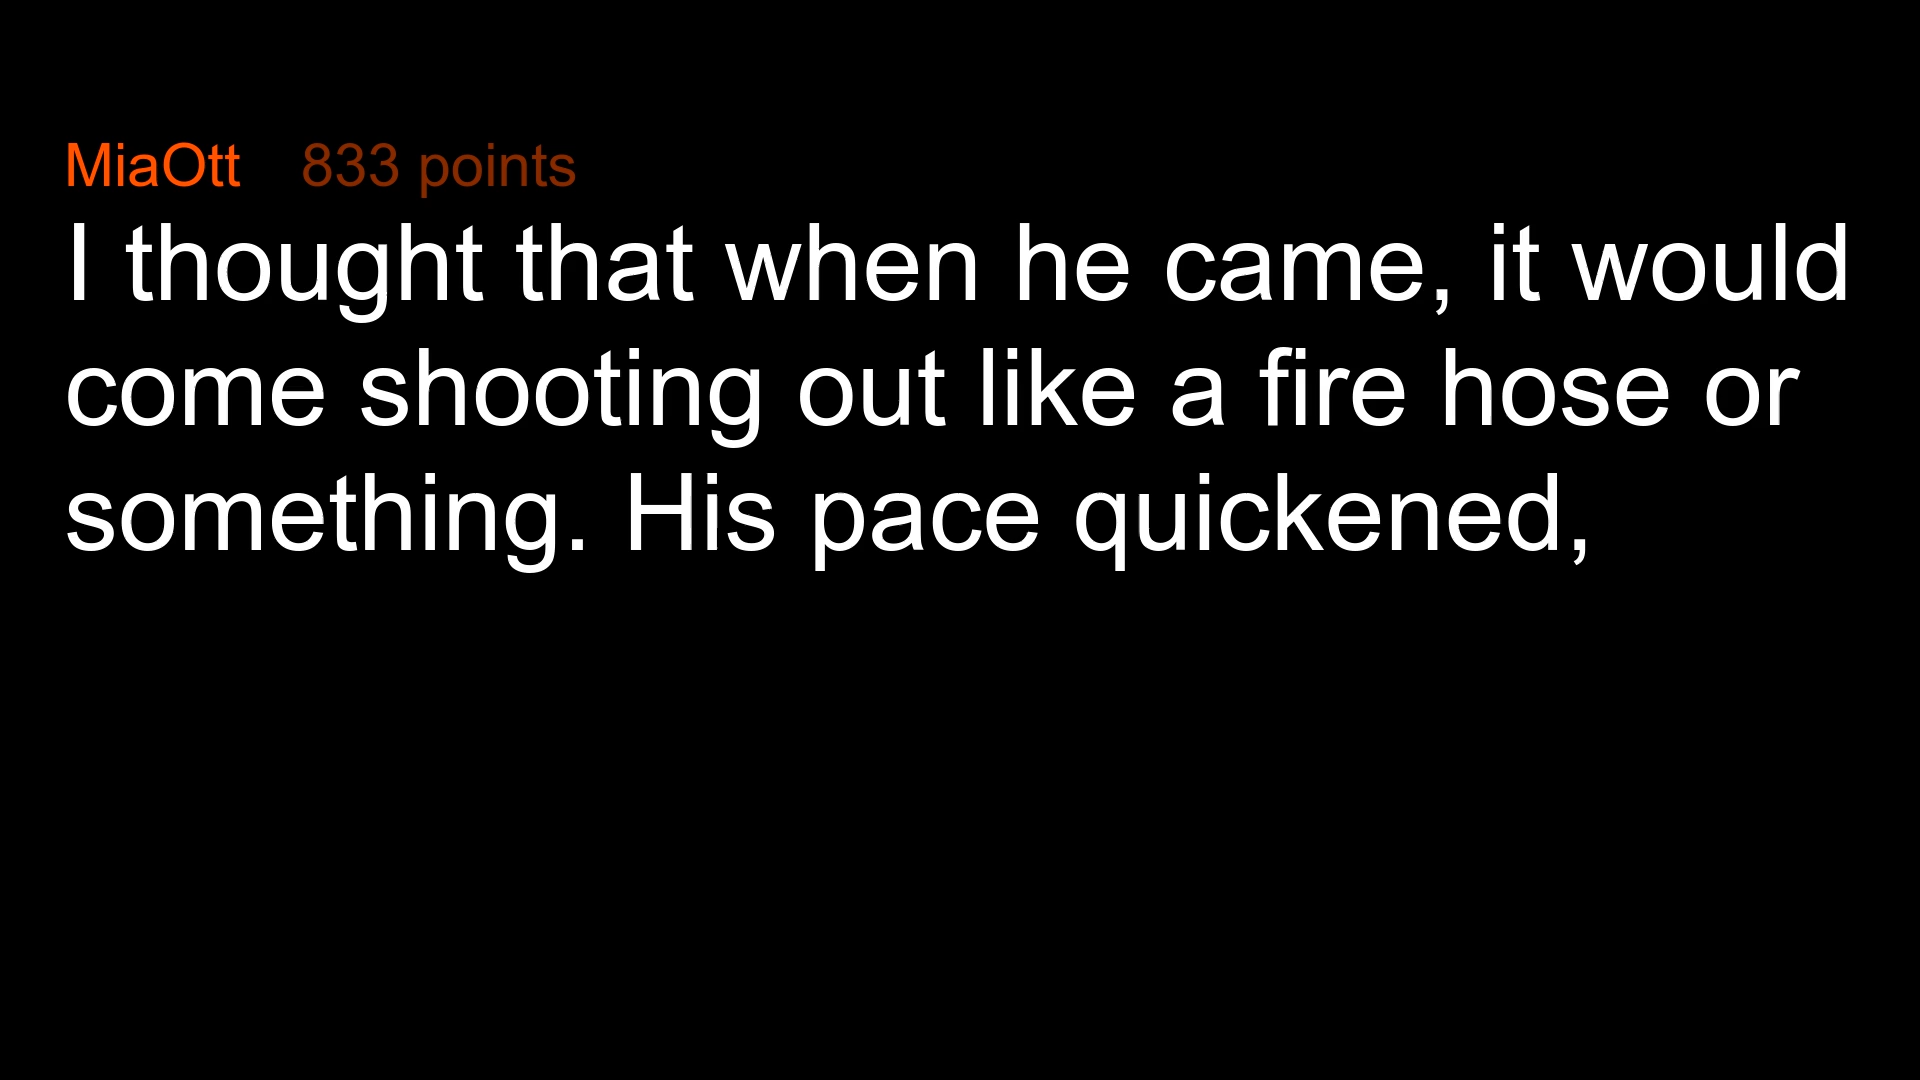 MiaOtt 833 points
I thought that when he came, it would
come shooting out like a fire hose or
something. His pace quickened,